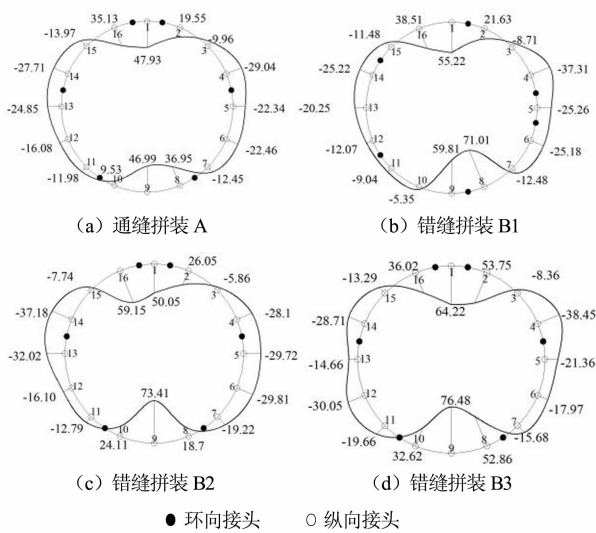 35.13 19.55
-13.97 -9.96
16 1 2
15 3
47.93
-27.71 -29.04
14 4
-24.85 13 5 -22.34
-16.08 12 6 -22.46
46.99 36.95
-11.98 11 9.53 7 -12.45
10 9 8
(a)通缝拼装 A
38.51 21.63
-11.48 -8.71
16 1 2
15 3
55.22
-25.22 -37.31
14 4
-20.25 13 5 -25.26
71.01
59.81
-12.07 12 6 -25.18
-9.04 11 7 -12.48
-5.35 10 9 8
(b)错缝拼装 B1
26.05
-7.74 -5.86
16 1 2
15 3
59.15 50.05
-37.18 -28.1
14 4
-32.02 13 5 -29.72
-16.10 12 6 -29.81
73.41
-12.79 11 7 -19.22
10 9 8
24.11 18.7
(c)错缝拼装 B2
36.02 53.75
-13.29 -8.36
16 1 2
15 3
64.22
-28.71 -38.45
14 4
-14.66 13 5 -21.36
-30.05 12 6 -17.97
76.48
-19.66 11 7 -15.68
10 9 8
32.62 52.86
(d)错缝拼装 B3
环向接头 纵向接头